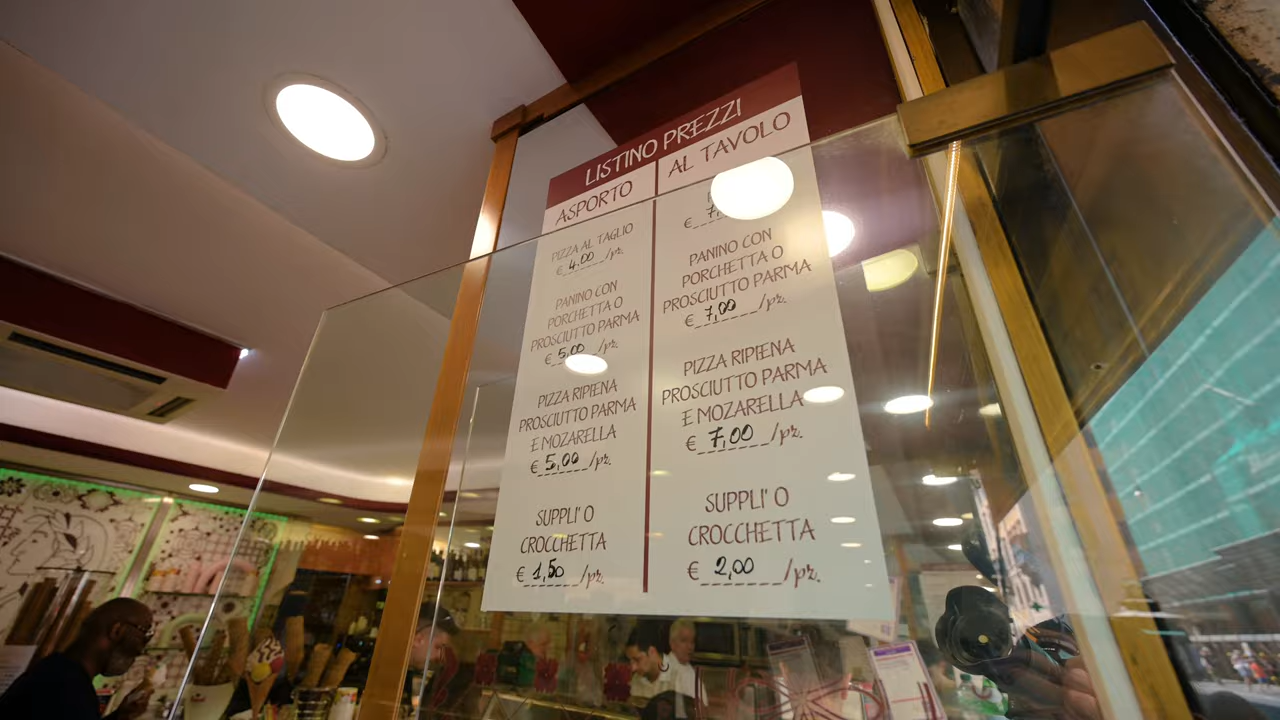 LISTINO PREZZI
ASPORTO
PIZZA AL TAGLIO
€ 4,00 /pz.
PANINO CON
PORCHETTA O
PROSCIUTTO PARMA
€ 5,00 /pz.
PIZZA RIPIENA
PROSCIUTTO PARMA
E MOZARELLA
€ 5,00 /pz.
SUPPLI' O
CROCCHETTA
€ 1,50 /pz.
AL TAVOLO
PANINO CON
PORCHETTA O
PROSCIUTTO PARMA
€ 7,00 /pz.
PIZZA RIPIENA
PROSCIUTTO PARMA
E MOZARELLA
€ 7,00 /pz.
SUPPLI' O
CROCCHETTA
€ 2,00 /pz.